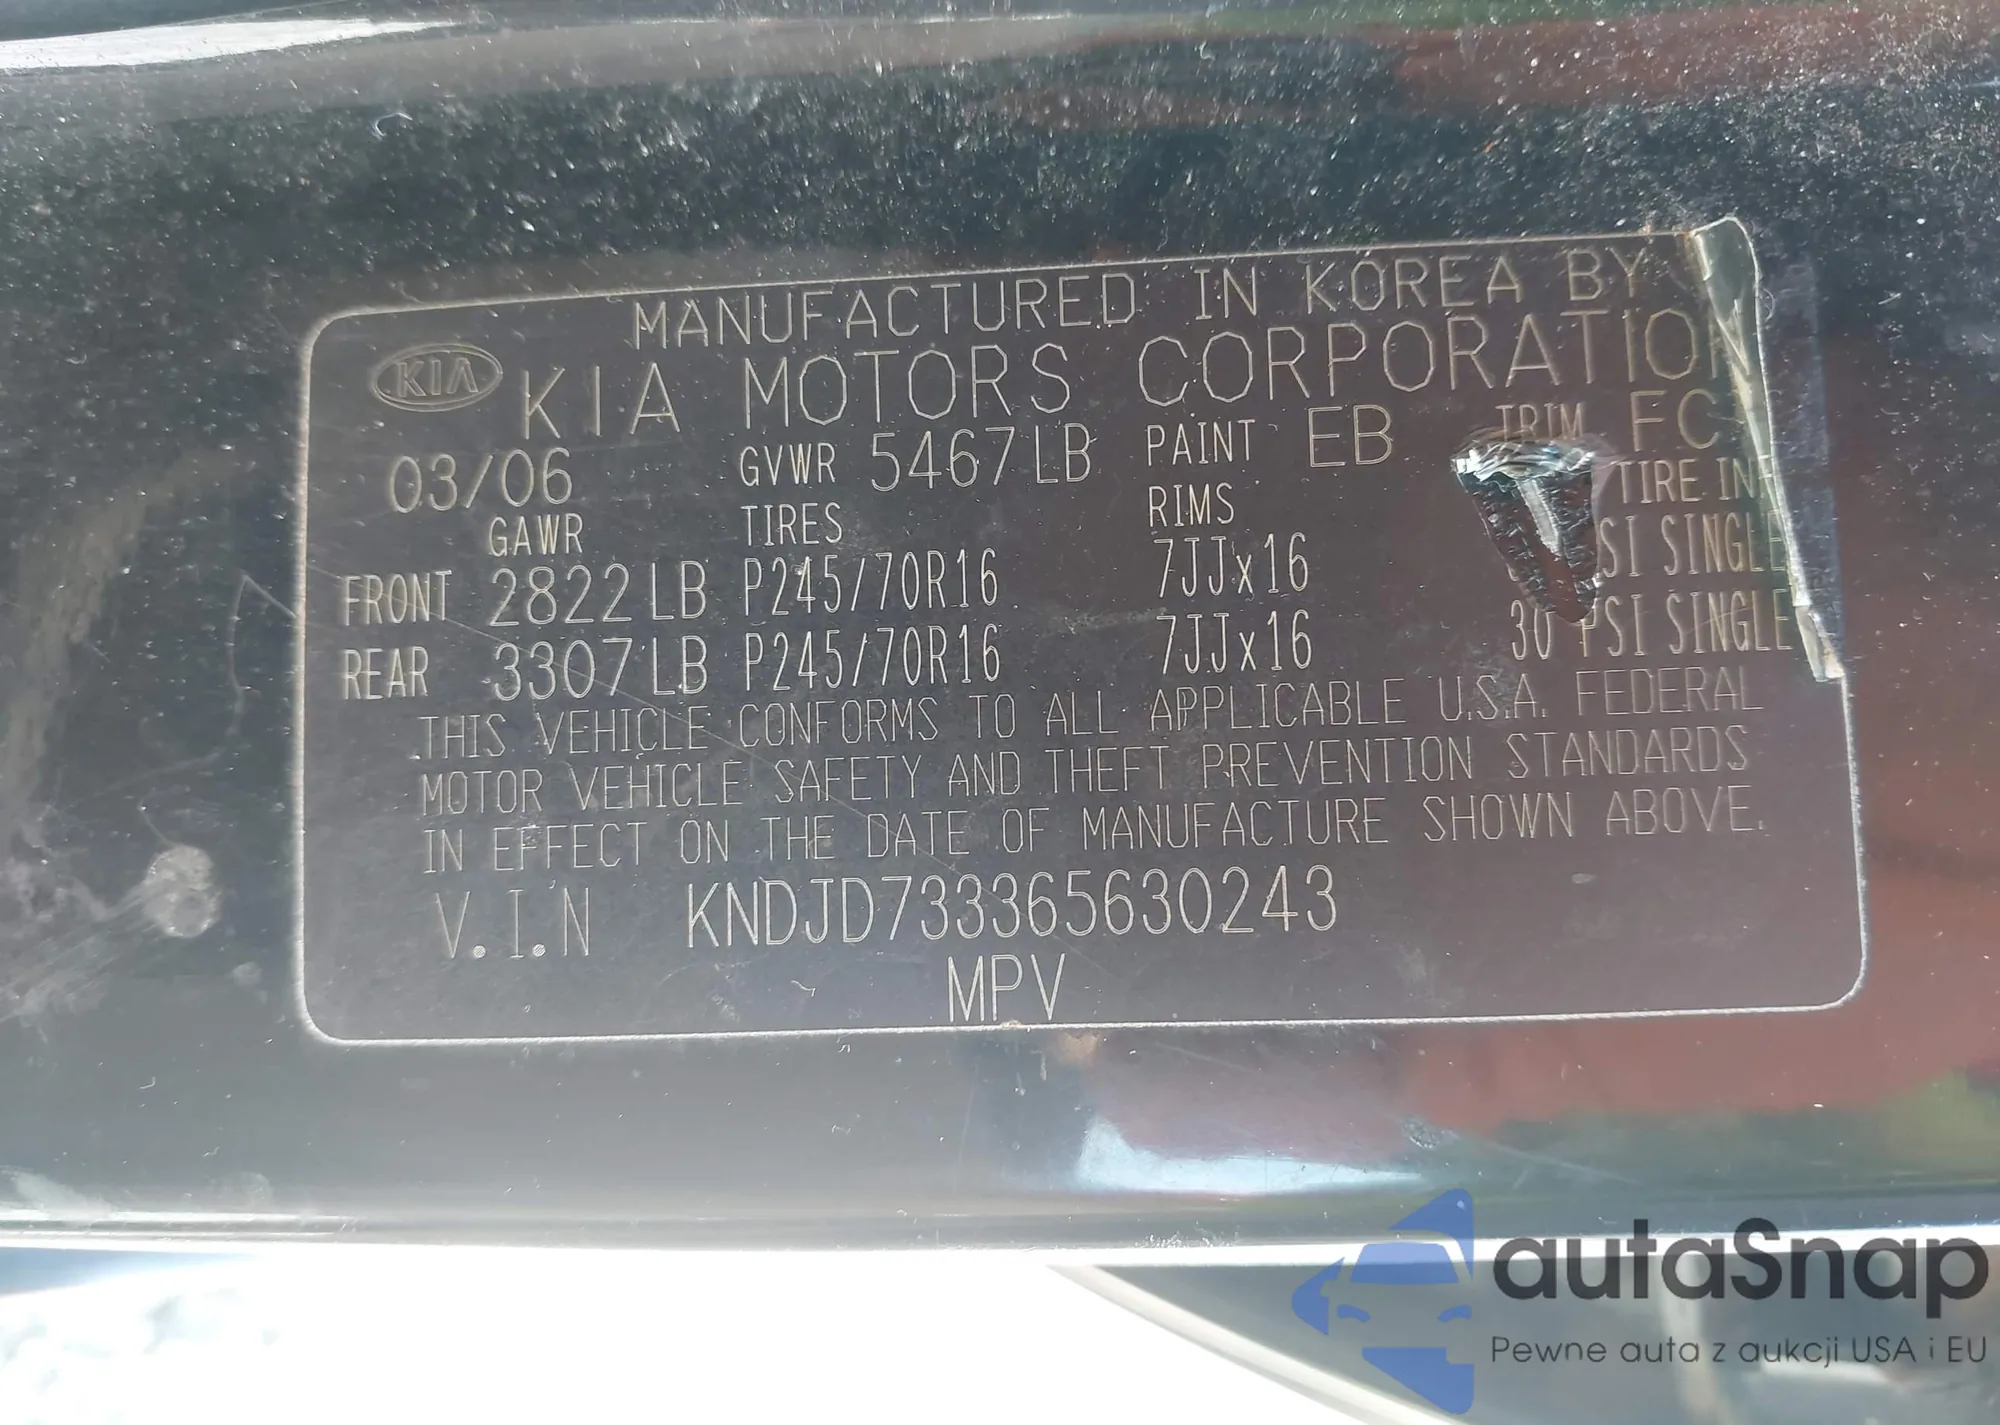 MANUFACTURED IN KOREA BY
KIA KIA MOTORS CORPORATION
03/06 GVWR 5467LB PAINT EB TRIM FC
GAWR TIRES RIMS TIRE
FRONT 2822LB P245/70R16 7JJx16 SINGLE
REAR 3307LB P245/70R16 7JJx16 30 PSI SINGLE
THIS VEHICLE CONFORMS TO ALL APPLICABLE U.S.A. FEDERAL
MOTOR VEHICLE SAFETY AND THEFT PREVENTION STANDARDS
IN EFFECT ON THE DATE OF MANUFACTURE SHOWN ABOVE.
V.I.N KNDJD733365630243
MPV
autaSnap
Pewne auta z aukcji USA i EU